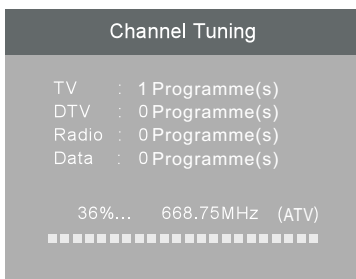 Channel Tuning
TV : 1 Programme(s)
DTV : 0 Programme(s)
Radio : 0 Programme(s)
Data : 0 Programme(s)
36%... 668.75MHz (ATV)